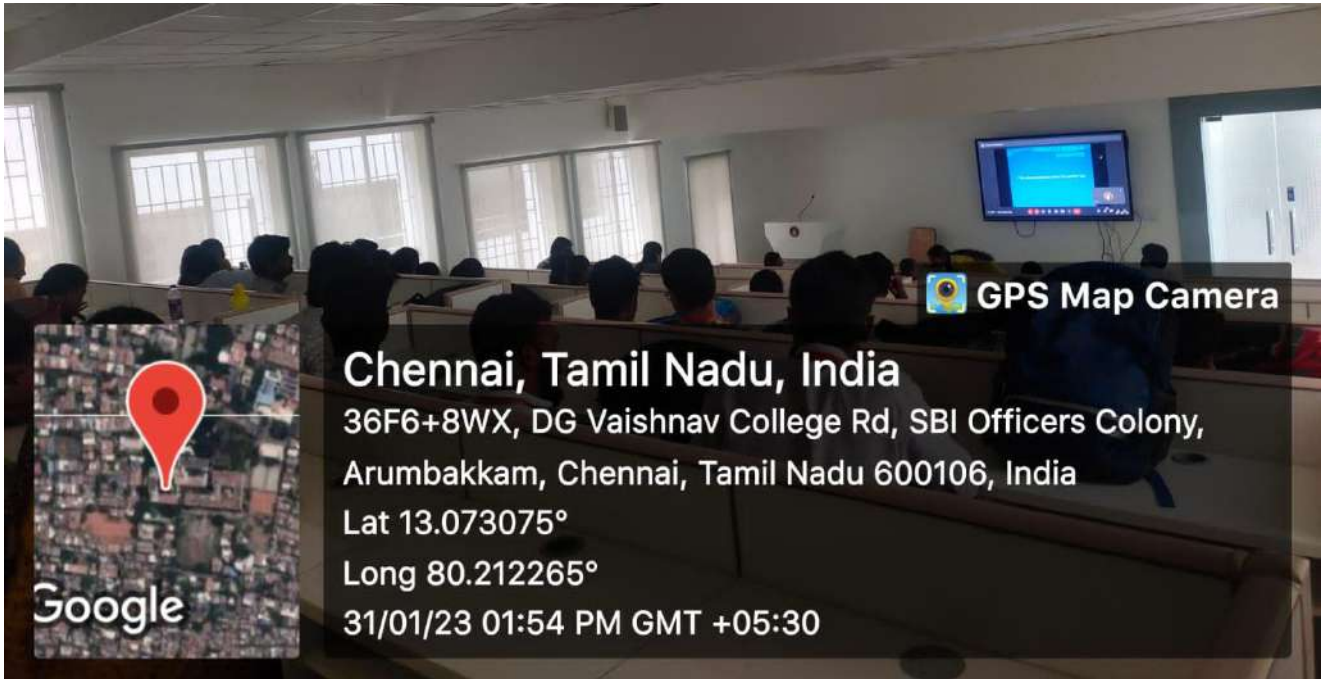 GPS Map Camera
Chennai, Tamil Nadu, India
36F6+8WX, DG Vaishnav College Rd, SBI Officers Colony,
Arumbakkam, Chennai, Tamil Nadu 600106, India
Lat 13.073075°
Long 80.212265°
31/01/23 01:54 PM GMT +05:30
Google